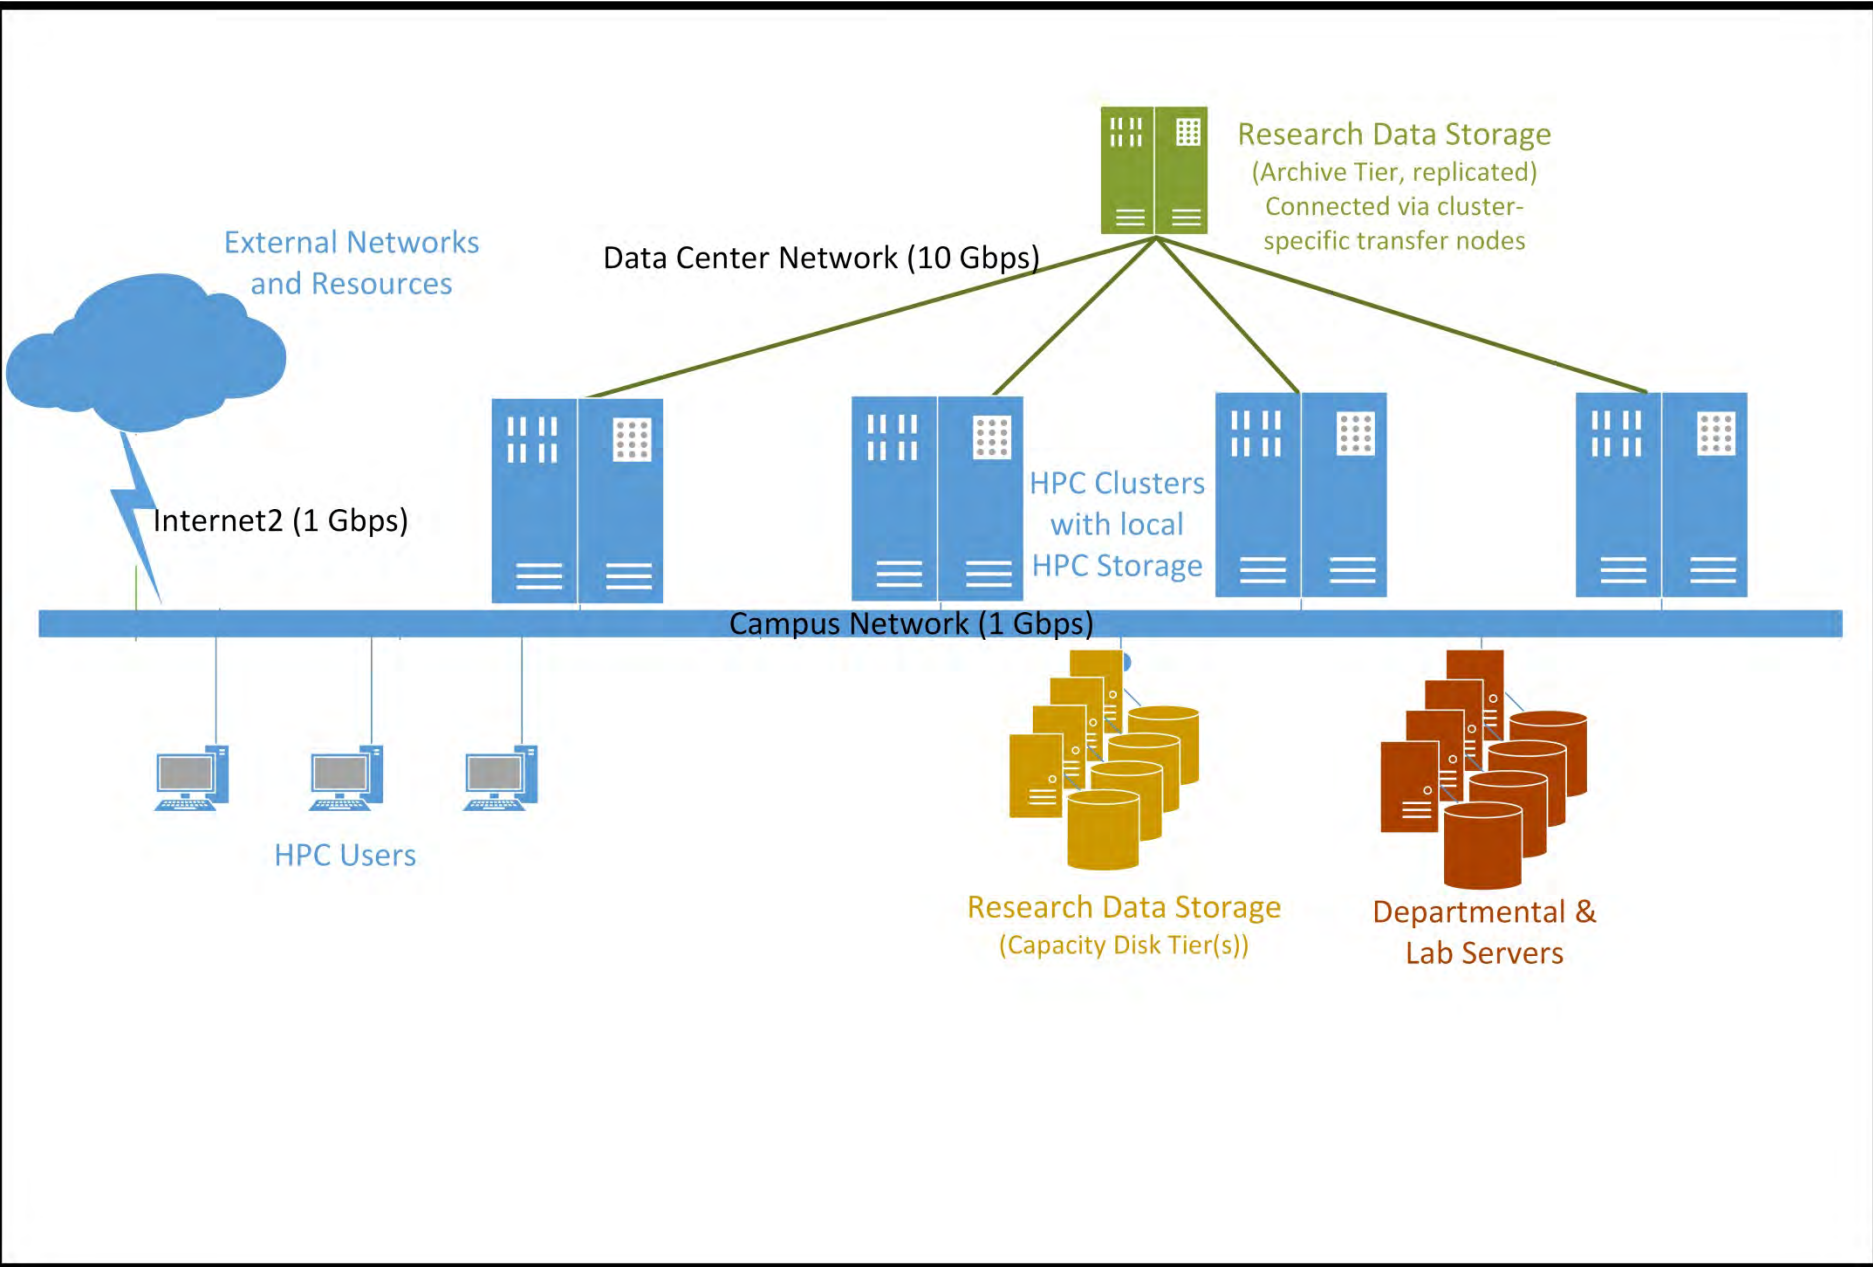 Research Data Storage
(Archive Tier, replicated)
Connected via cluster-
specific transfer nodes
External Networks
and Resources
Data Center Network (10 Gbps)
Internet2 (1 Gbps)
HPC Clusters
with local
HPC Storage
Campus Network (1 Gbps)
HPC Users
Research Data Storage
(Capacity Disk Tier(s))
Departmental &
Lab Servers